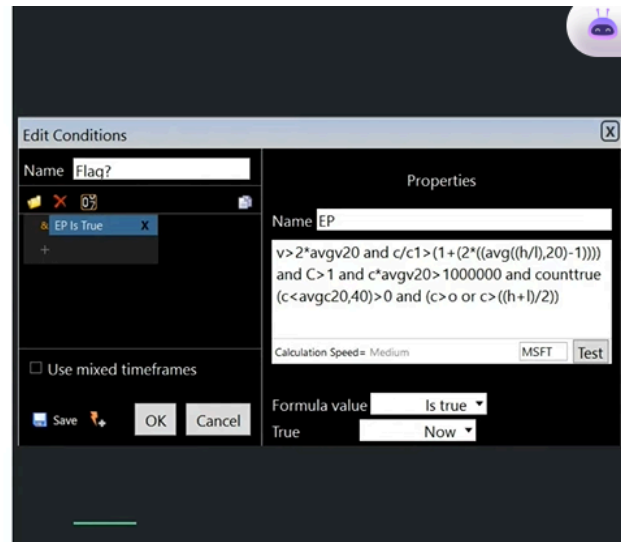 Edit Conditions
X
Name Flaq?
Properties
& EP Is True X
+
Name EP
v>2*avgv20 and c/c1>(1+(2*((avg((h/l),20)-1))))
and C>1 and c*avgv20>1000000 and counttrue
(c<avgc20,40)>0 and (c>o or c>((h+l)/2))
Calculation Speed= Medium MSFT Test
Use mixed timeframes
Save OK Cancel
Formula value Is true
True Now